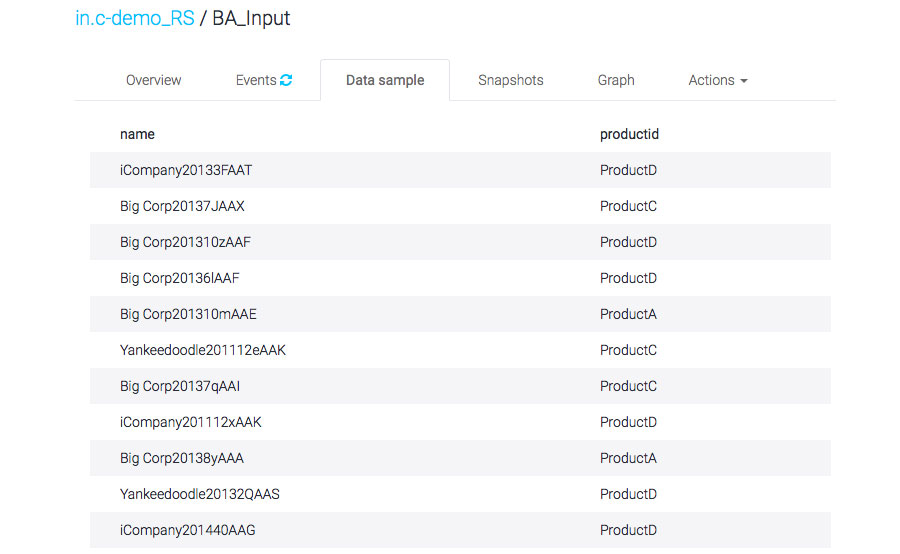 in.c-demo_RS / BA_Input
Overview Events Data sample Snapshots Graph Actions
name productid
iCompany20133FAAT ProductD
Big Corp20137JAAX ProductC
Big Corp201310zAAF ProductD
Big Corp20136lAAF ProductD
Big Corp201310mAAE ProductA
Yankeedoodle201112eAAK ProductC
Big Corp20137qAAI ProductC
iCompany201112xAAK ProductD
Big Corp20138yAAA ProductA
Yankeedoodle20132QAAS ProductD
iCompany201440AAG ProductD